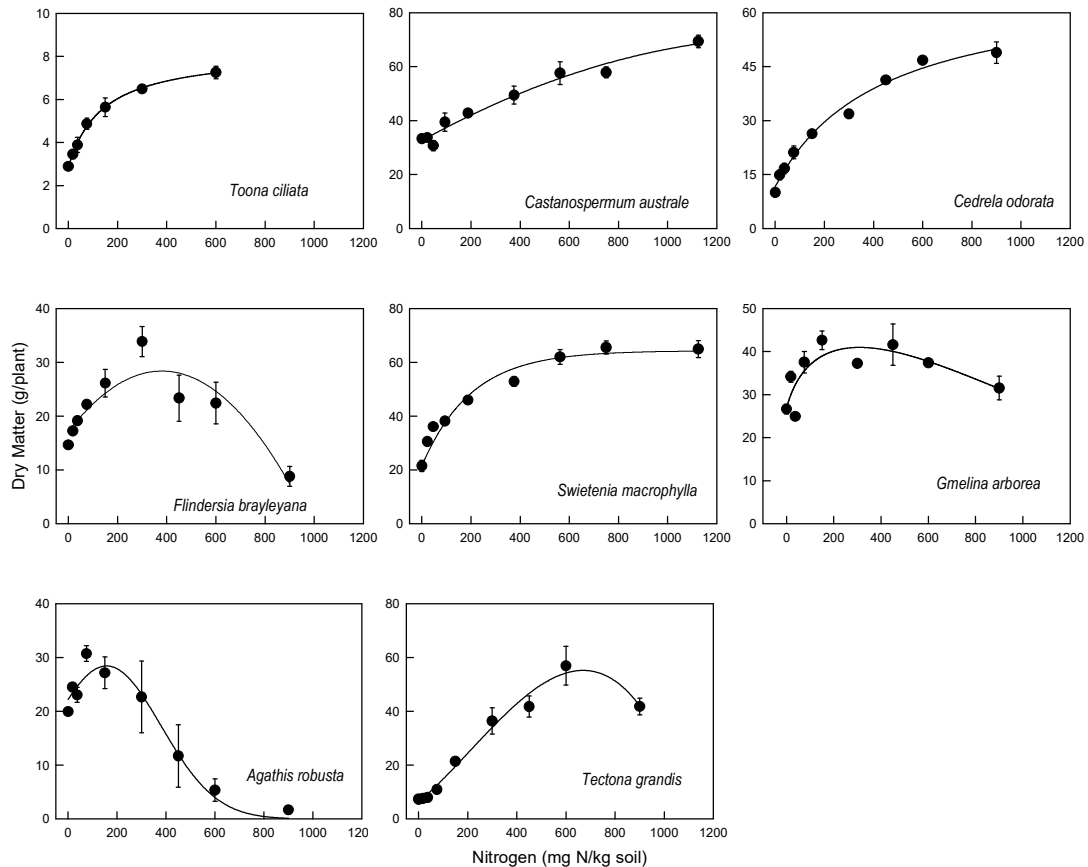 8
6
4
2
0
0 200 400 600 800 1000 1200
Toona ciliata
80
60
40
20
0
0 200 400 600 800 1000 1200
Castanospermum australe
60
45
30
15
0
0 200 400 600 800 1000 1200
Cedrela odorata
Dry Matter (g/plant)
40
30
20
10
0
0 200 400 600 800 1000 1200
Flindersia brayleyana
80
60
40
20
0
0 200 400 600 800 1000 1200
Swietenia macrophylla
50
40
30
20
10
0
0 200 400 600 800 1000 1200
Gmelina arborea
40
30
20
10
0
0 200 400 600 800 1000 1200
Agathis robusta
80
60
40
20
0
0 200 400 600 800 1000 1200
Tectona grandis
Nitrogen (mg N/kg soil)